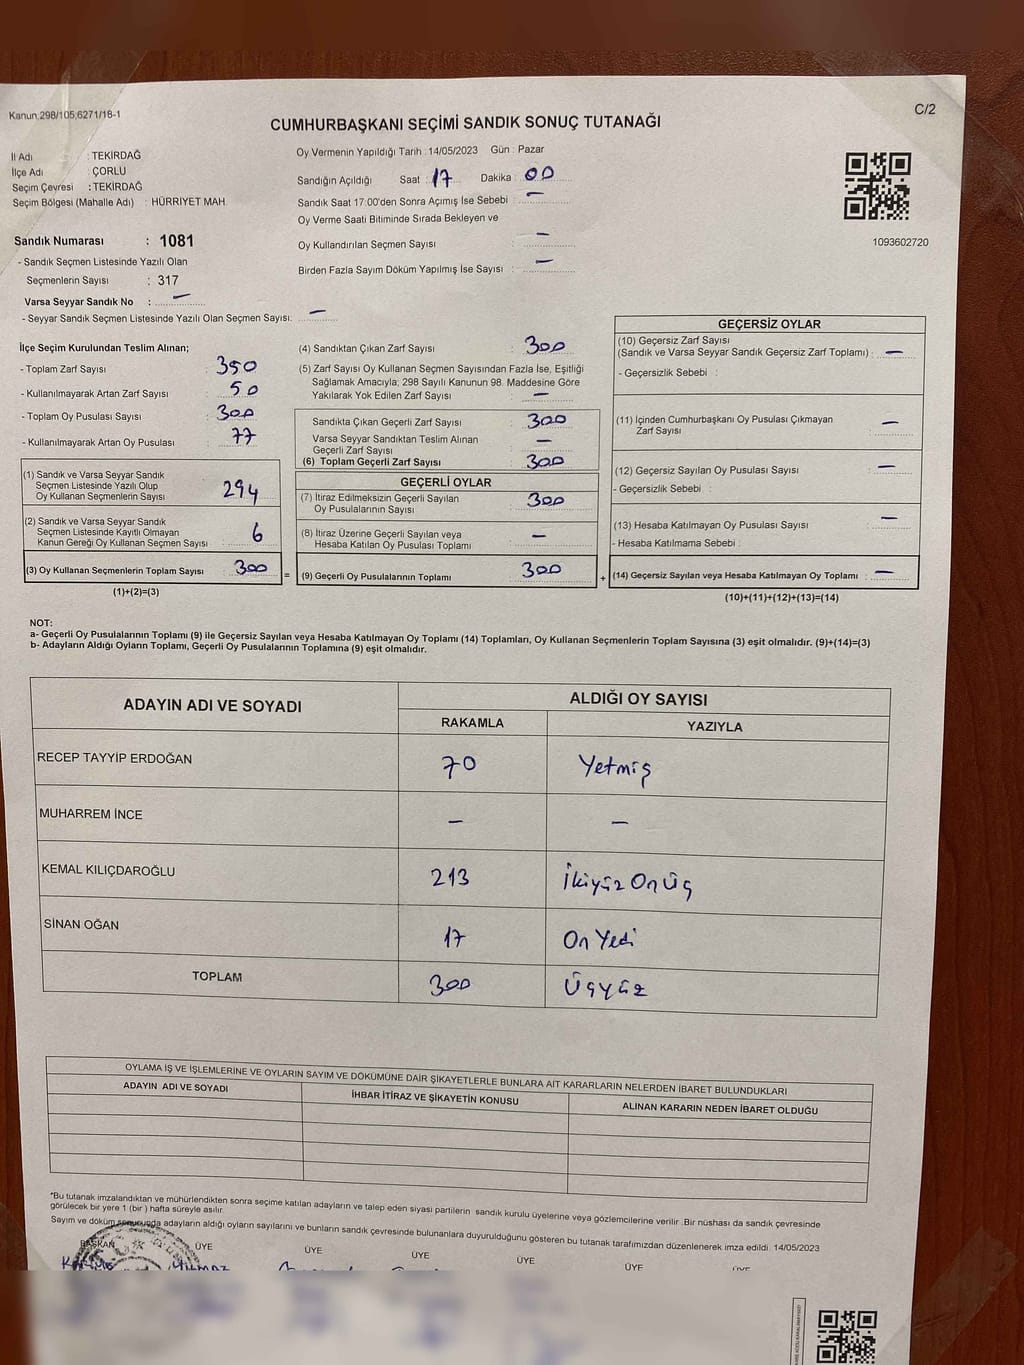 Kanun;298/105;6271/16-1
C/2
CUMHURBAŞKANI SEÇİMİ SANDIK SONUÇ TUTANAĞI
İl Adı : TEKİRDAĞ
İlçe Adı : ÇORLU
Seçim Çevresi : TEKİRDAĞ
Seçim Bölgesi (Mahalle Adı) : HÜRRİYET MAH.
Sandık Numarası : 1081
- Sandık Seçmen Listesinde Yazılı Olan
Seçmenlerin Sayısı : 317
Varsa Seyyar Sandık No : —
- Seyyar Sandık Seçmen Listesinde Yazılı Olan Seçmen Sayısı: —
Oy Vermenin Yapıldığı Tarih : 14/05/2023 Gün : Pazar
Sandığın Açıldığı Saat : 17 Dakika : 00
Sandık Saat 17:00'den Sonra Açımış İse Sebebi : —
Oy Verme Saati Bitiminde Sırada Bekleyen ve
Oy Kullandırılan Seçmen Sayısı : —
Birden Fazla Sayım Döküm Yapılmış İse Sayısı : —
1093602720
İlçe Seçim Kurulundan Teslim Alınan;
- Toplam Zarf Sayısı : 350
- Kullanılmayarak Artan Zarf Sayısı : 50
- Toplam Oy Pusulası Sayısı : 300
- Kullanılmayarak Artan Oy Pusulası : 77
(1) Sandık ve Varsa Seyyar Sandık
Seçmen Listesinde Yazılı Olup
Oy Kullanan Seçmenlerin Sayısı : 294
(2) Sandık ve Varsa Seyyar Sandık
Seçmen Listesinde Kayıtlı Olmayan
Kanun Gereği Oy Kullanan Seçmen Sayısı : 6
(3) Oy Kullanan Seçmenlerin Toplam Sayısı : 300
(1)+(2)=(3)
(4) Sandıktan Çıkan Zarf Sayısı : 300
(5) Zarf Sayısı Oy Kullanan Seçmen Sayısından Fazla İse, Eşitliği
Sağlamak Amacıyla; 298 Sayılı Kanunun 98. Maddesine Göre
Yakılarak Yok Edilen Zarf Sayısı : —
Sandıkta Çıkan Geçerli Zarf Sayısı : 300
Varsa Seyyar Sandıktan Teslim Alınan
Geçerli Zarf Sayısı : —
(6) Toplam Geçerli Zarf Sayısı : 300
GEÇERLİ OYLAR
(7) İtiraz Edilmeksizin Geçerli Sayılan
Oy Pusulalarının Sayısı : 300
(8) İtiraz Üzerine Geçerli Sayılan veya
Hesaba Katılan Oy Pusulası Toplamı : —
= (9) Geçerli Oy Pusulalarının Toplamı : 300
GEÇERSİZ OYLAR
(10) Geçersiz Zarf Sayısı
(Sandık ve Varsa Seyyar Sandık Geçersiz Zarf Toplamı) : —
- Geçersizlik Sebebi :
(11) İçinden Cumhurbaşkanı Oy Pusulası Çıkmayan
Zarf Sayısı : —
(12) Geçersiz Sayılan Oy Pusulası Sayısı : —
- Geçersizlik Sebebi :
(13) Hesaba Katılmayan Oy Pusulası Sayısı : —
- Hesaba Katılmama Sebebi :
+ (14) Geçersiz Sayılan veya Hesaba Katılmayan Oy Toplamı : —
(10)+(11)+(12)+(13)=(14)
NOT:
a- Geçerli Oy Pusulalarının Toplamı (9) ile Geçersiz Sayılan veya Hesaba Katılmayan Oy Toplamı (14) Toplamları, Oy Kullanan Seçmenlerin Toplam Sayısına (3) eşit olmalıdır. (9)+(14)=(3)
b- Adayların Aldığı Oyların Toplamı, Geçerli Oy Pusulalarının Toplamına (9) eşit olmalıdır.
ADAYIN ADI VE SOYADI ALDIĞI OY SAYISI
RAKAMLA YAZIYLA
RECEP TAYYİP ERDOĞAN 70 Yetmiş
MUHARREM İNCE — —
KEMAL KILIÇDAROĞLU 213 İkiyüz On Üç
SİNAN OĞAN 17 On Yedi
TOPLAM 300 Üçyüz
OYLAMA İŞ VE İŞLEMLERİNE VE OYLARIN SAYIM VE DÖKÜMÜNE DAİR ŞİKAYETLERLE BUNLARA AİT KARARLARIN NELERDEN İBARET BULUNDUKLARI
ADAYIN ADI VE SOYADI İHBAR İTİRAZ VE ŞİKAYETİN KONUSU ALINAN KARARIN NEDEN İBARET OLDUĞU
*Bu tutanak imzalandıktan ve mühürlendikten sonra seçime katılan adayların ve talep eden siyasi partilerin sandık kurulu üyelerine veya gözlemcilerine verilir. Bir nüshası da sandık çevresinde
görülecek bir yere 1 (bir ) hafta süreyle asılır.
Sayım ve döküm sonucunda adayların aldığı oyların sayılarını ve bunların sandık çevresinde bulunanlara duyurulduğunu gösteren bu tutanak tarafımızdan düzenlenerek imza edildi. 14/05/2023
BAŞKAN ÜYE ÜYE ÜYE ÜYE ÜYE ÜYE